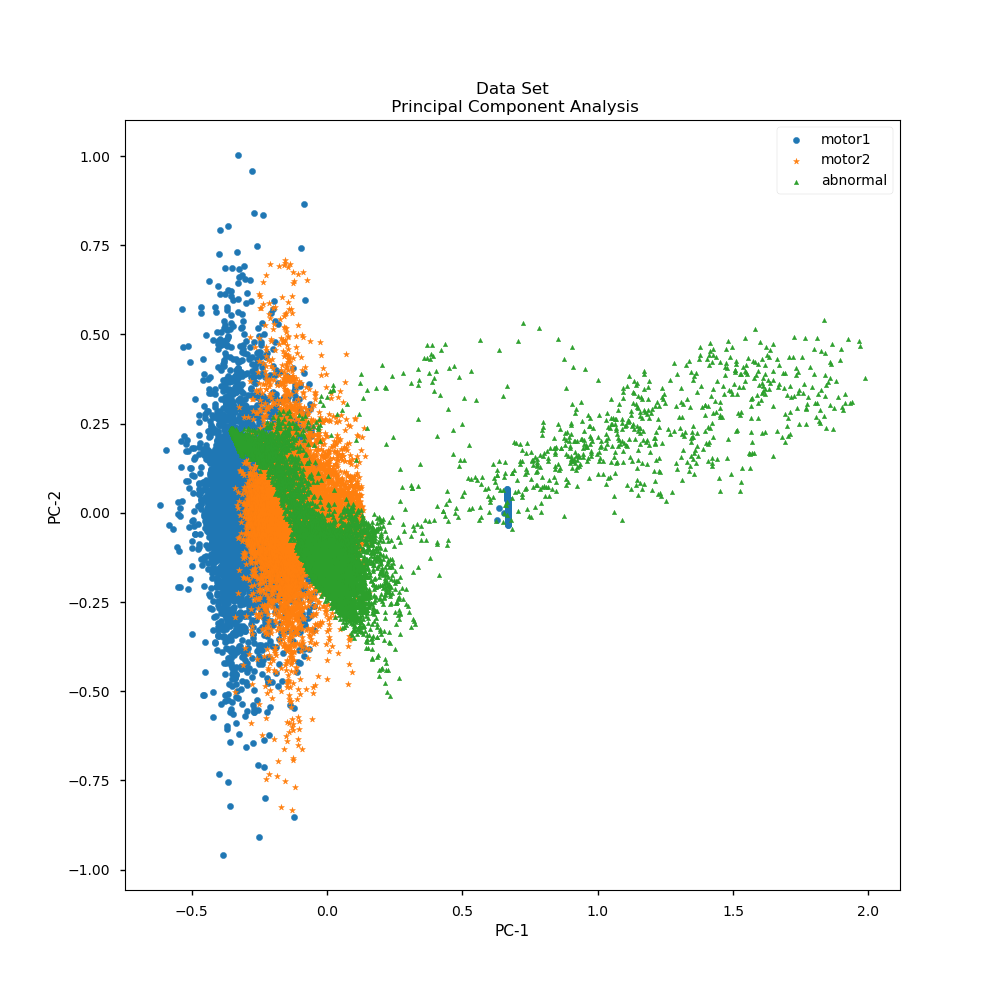 Data Set
Principal Component Analysis
motor1
motor2
abnormal
1.00
0.75
0.50
0.25
0.00
−0.25
−0.50
−0.75
−1.00
PC-2
−0.5
0.0
0.5
1.0
1.5
2.0
PC-1